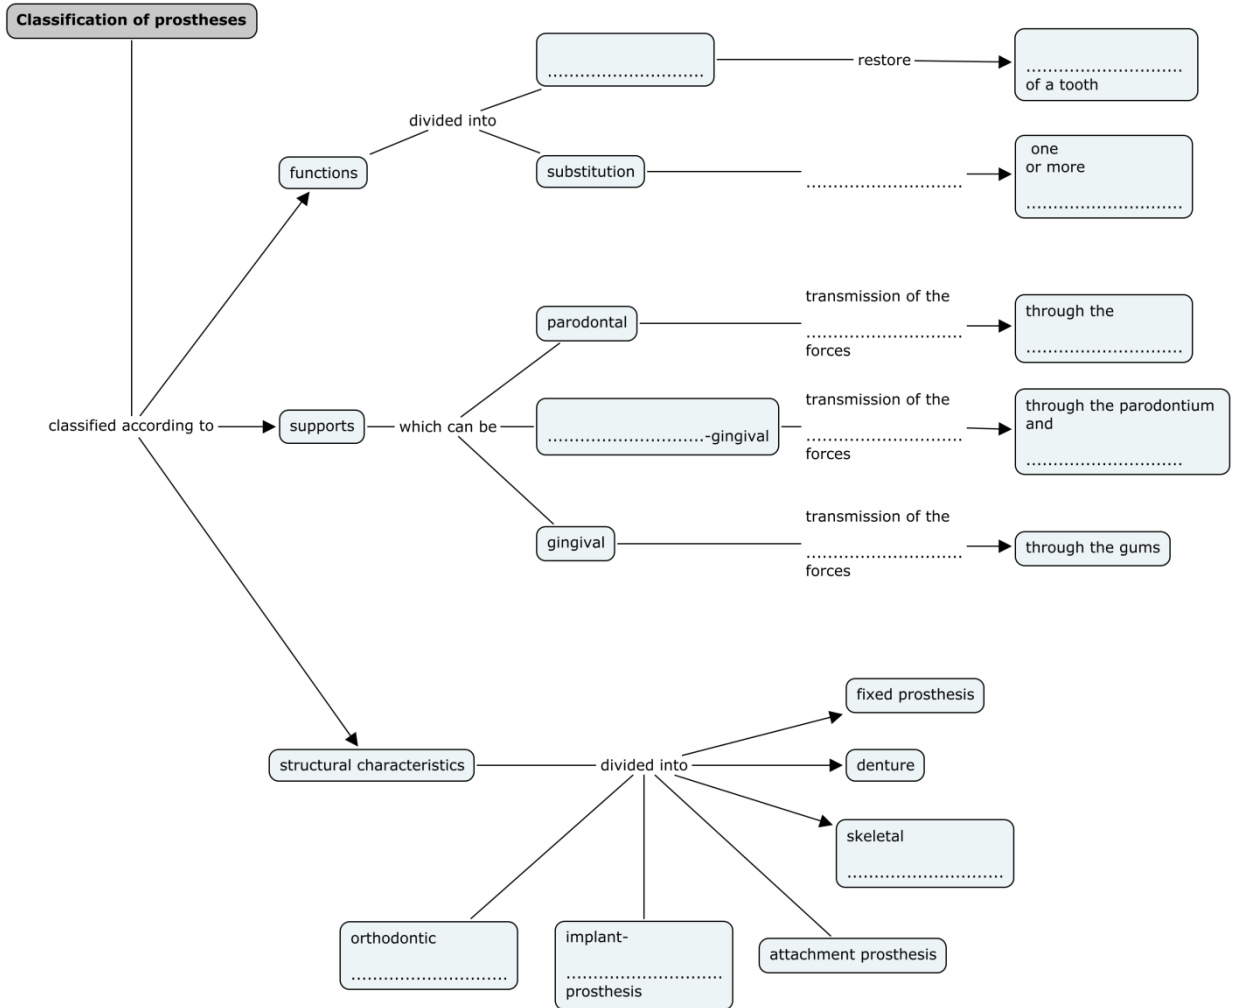 Classification of prostheses
..............................
restore
..............................
of a tooth
divided into
functions
substitution
..............................
one
or more
..............................
parodontal
transmission of the
..............................
forces
through the
..............................
classified according to
supports
which can be
..............................-gingival
transmission of the
..............................
forces
through the parodontium
and
..............................
gingival
transmission of the
..............................
forces
through the gums
structural characteristics
divided into
fixed prosthesis
denture
skeletal
..............................
orthodontic
..............................
implant-
..............................
prosthesis
attachment prosthesis